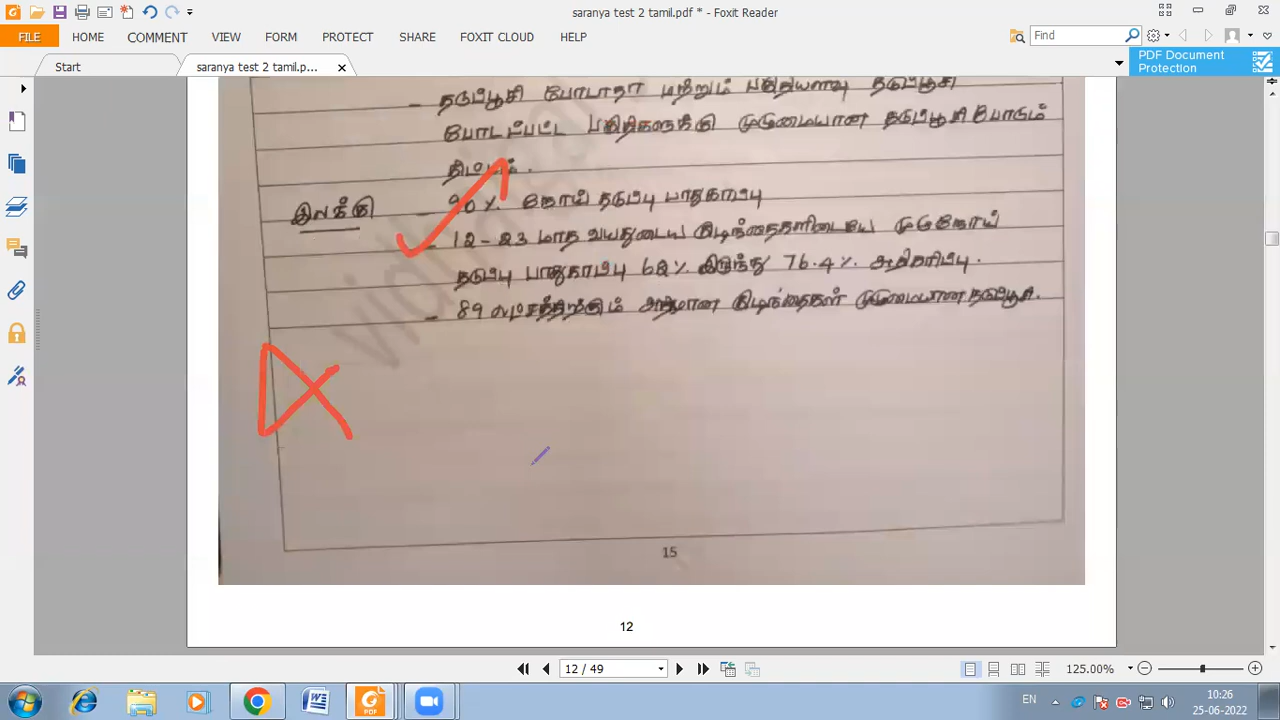 saranya test 2 tamil.pdf * - Foxit Reader
FILE HOME COMMENT VIEW FORM PROTECT SHARE FOXIT CLOUD HELP
Find
Start
saranya test 2 tamil.p...
PDF Document
Protection
- தடுப்பூசி போடாதா மற்றும் பகுதியளவு தடுப்பூசி
போடப்பட்ட பகுதிகளுக்கு முழுமையான தடுப்பூசி போடும்
திட்டம்.
இலக்கு - 90%. நோய் தடுப்பு பாதுகாப்பு
- 12-23 மாத வயதுடைய குழந்தைகளிடையே முழுநோய்
தடுப்பு பாதுகாப்பு 62% இருந்து 76.4%. அதிகரிப்பு.
- 89 லட்சத்திற்கும் அதிமான குழந்தைகள் முழுமையான தடுப்பூசி.
4
15
12
12 / 49
125.00%
EN
10:26
25-06-2022